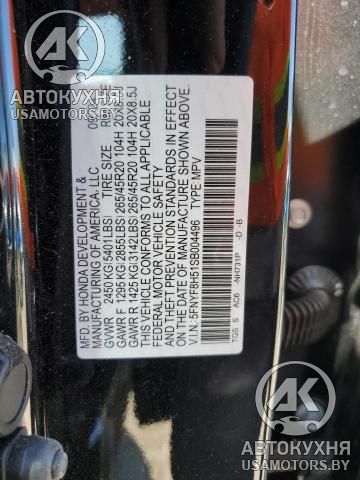 MFD. BY HONDA DEVELOPMENT &
MANUFACTURING OF AMERICA, LLC
GVWR 2450 KG(5401LBS) TIRE SIZE
GAWR F 1295 KG 2855LBS 265/45R20 104H 20X8.5J
GAWR R 1425 KG 3142LBS 265/45R20 104H 20X8.5J
THIS VEHICLE CONFORMS TO ALL APPLICABLE
FEDERAL MOTOR VEHICLE SAFETY AND
THEFT PREVENTION STANDARDS IN EFFECT
ON THE DATE OF MANUFACTURE SHOWN ABOVE.
V.I.N: 5FNYF8H51SB004496 TYPE: MPV
TGS S AC6 -NH731P -D -B
АВТОКУХНЯ
USAMOTORS.BY
АВТОКУХНЯ
USAMOTORS.BY